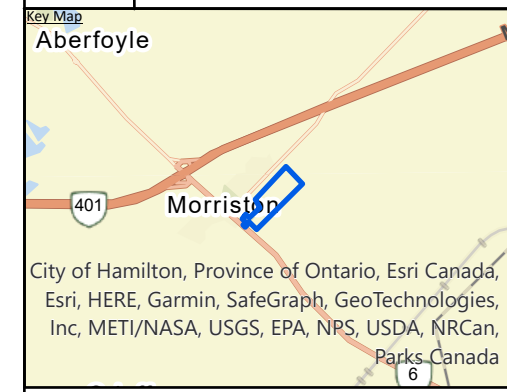 Key Map
Aberfoyle
401
Morriston
City of Hamilton, Province of Ontario, Esri Canada,
Esri, HERE, Garmin, SafeGraph, GeoTechnologies,
Inc, METI/NASA, USGS, EPA, NPS, USDA, NRCan,
Parks Canada
6